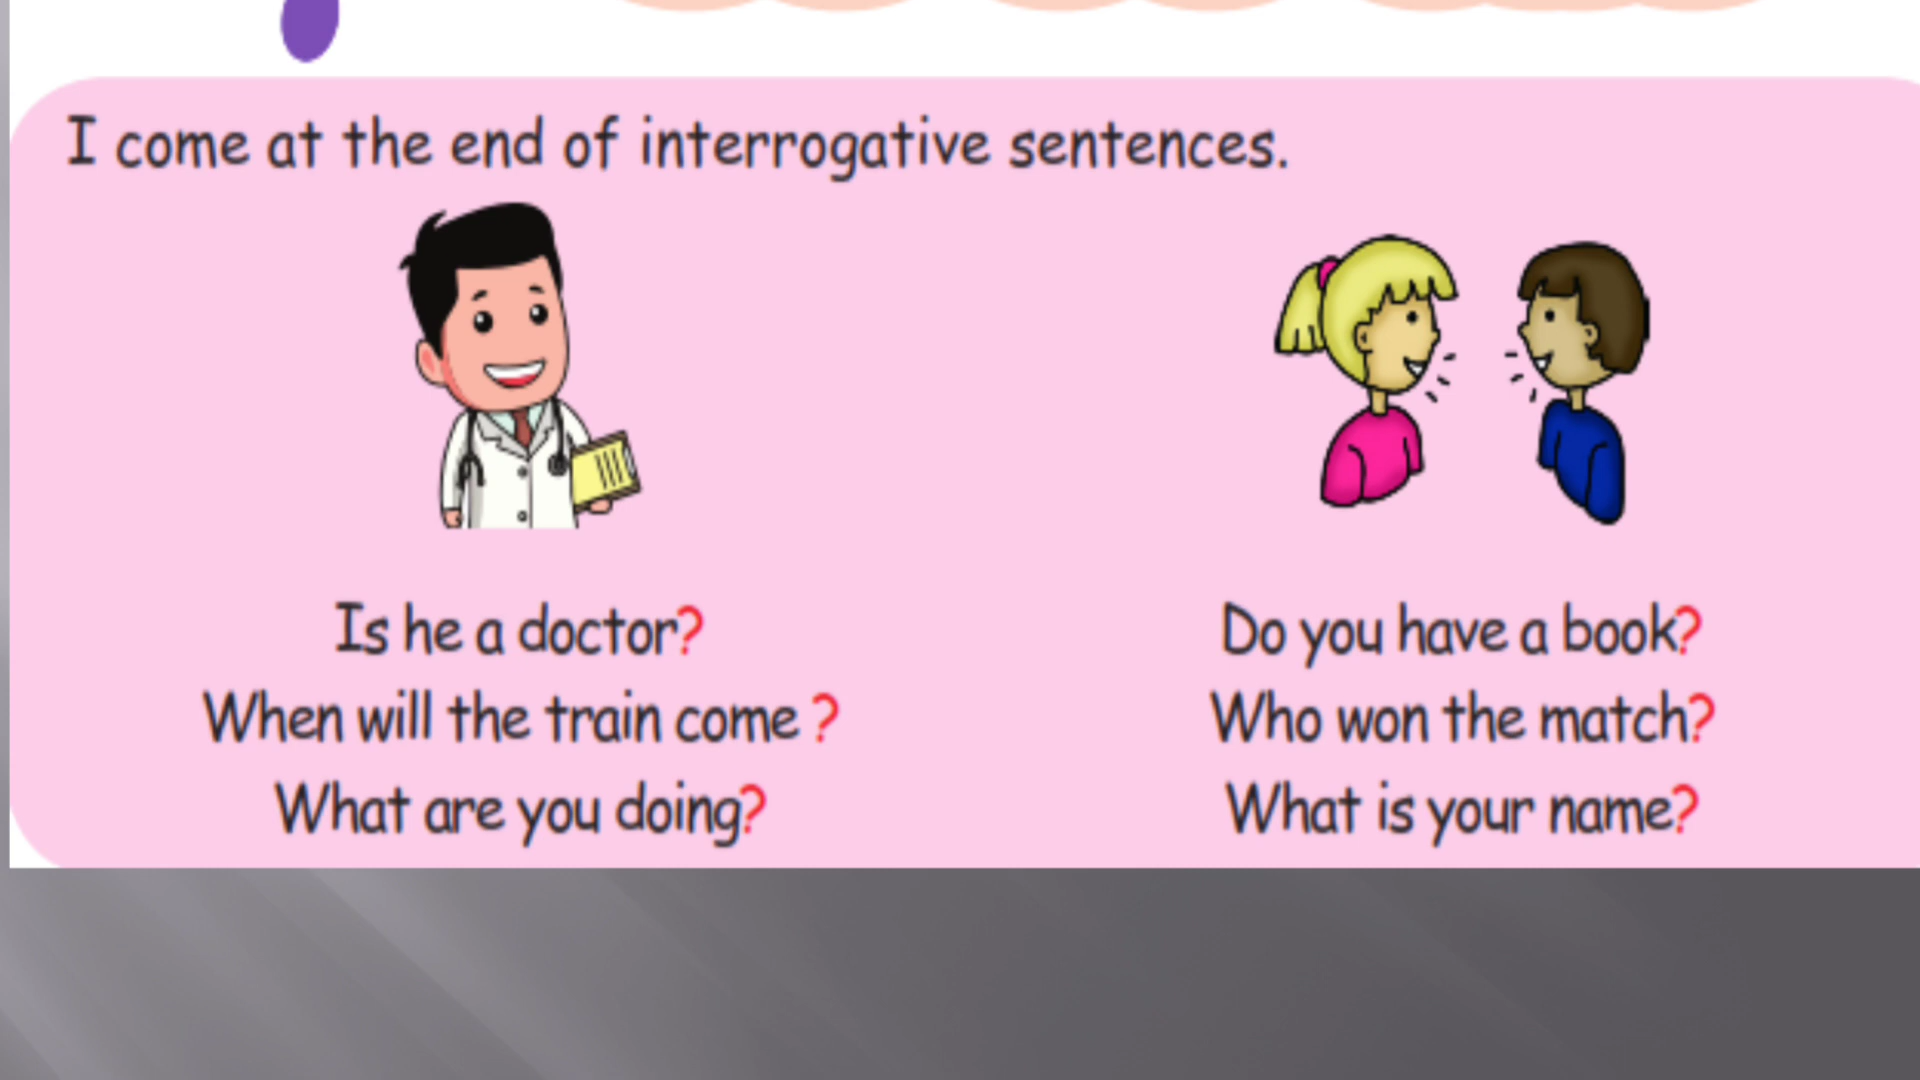 I come at the end of interrogative sentences.
Is he a doctor?
When will the train come ?
What are you doing?
Do you have a book?
Who won the match?
What is your name?